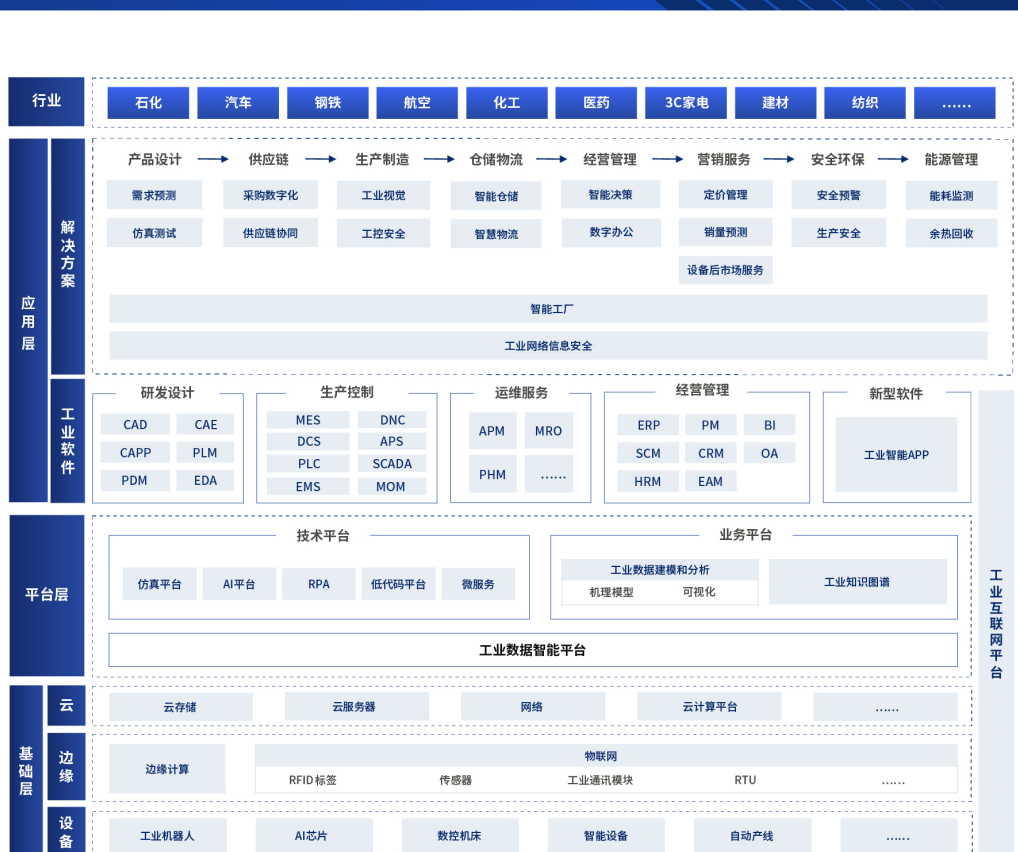 行业
石化 汽车 钢铁 航空 化工 医药 3C家电 建材 纺织 ……
应用层
解决方案
产品设计 供应链 生产制造 仓储物流 经营管理 营销服务 安全环保 能源管理
需求预测 采购数字化 工业视觉 智能仓储 智能决策 定价管理 安全预警 能耗监测
仿真测试 供应链协同 工控安全 智慧物流 数字办公 销量预测 生产安全 余热回收
设备后市场服务
智能工厂
工业网络信息安全
工业软件
研发设计 生产控制 运维服务 经营管理 新型软件
CAD CAE MES DNC APM MRO ERP PM BI 工业智能APP
CAPP PLM DCS APS SCM CRM OA
PLC SCADA PHM ……
PDM EDA EMS MOM HRM EAM
工业互联网平台
平台层
技术平台 业务平台
仿真平台 AI平台 RPA 低代码平台 微服务 工业数据建模和分析 工业知识图谱
机理模型 可视化
工业数据智能平台
基础层
云
云存储 云服务器 网络 云计算平台 ……
边缘
边缘计算 物联网
RFID标签 传感器 工业通讯模块 RTU ……
设备
工业机器人 AI芯片 数控机床 智能设备 自动产线 ……